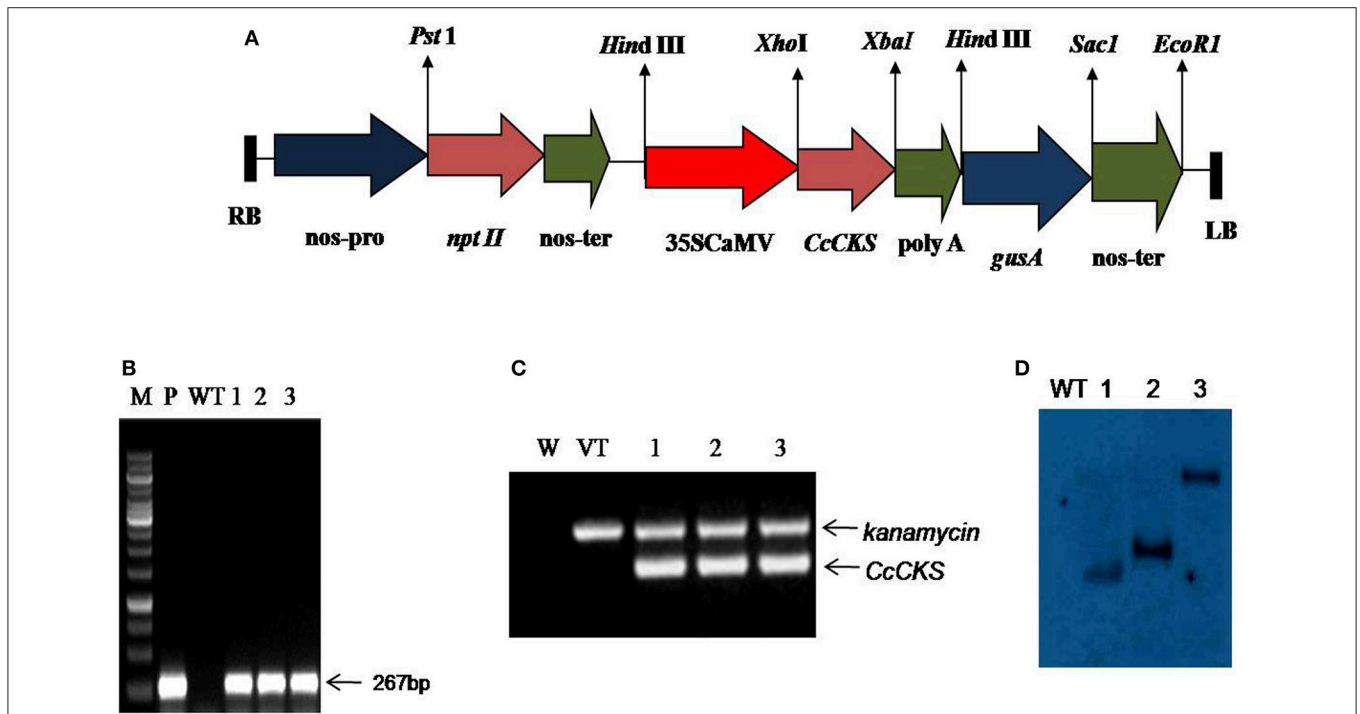 A
Pst 1
Hind III
XhoI
XbaI
Hind III
Sac1
EcoR1
RB
nos-pro
npt II
nos-ter
35SCaMV
CcCKS
poly A
gusA
nos-ter
LB
B
M P WT 1 2 3
267bp
C
W VT 1 2 3
kanamycin
CcCKS
D
WT 1 2 3